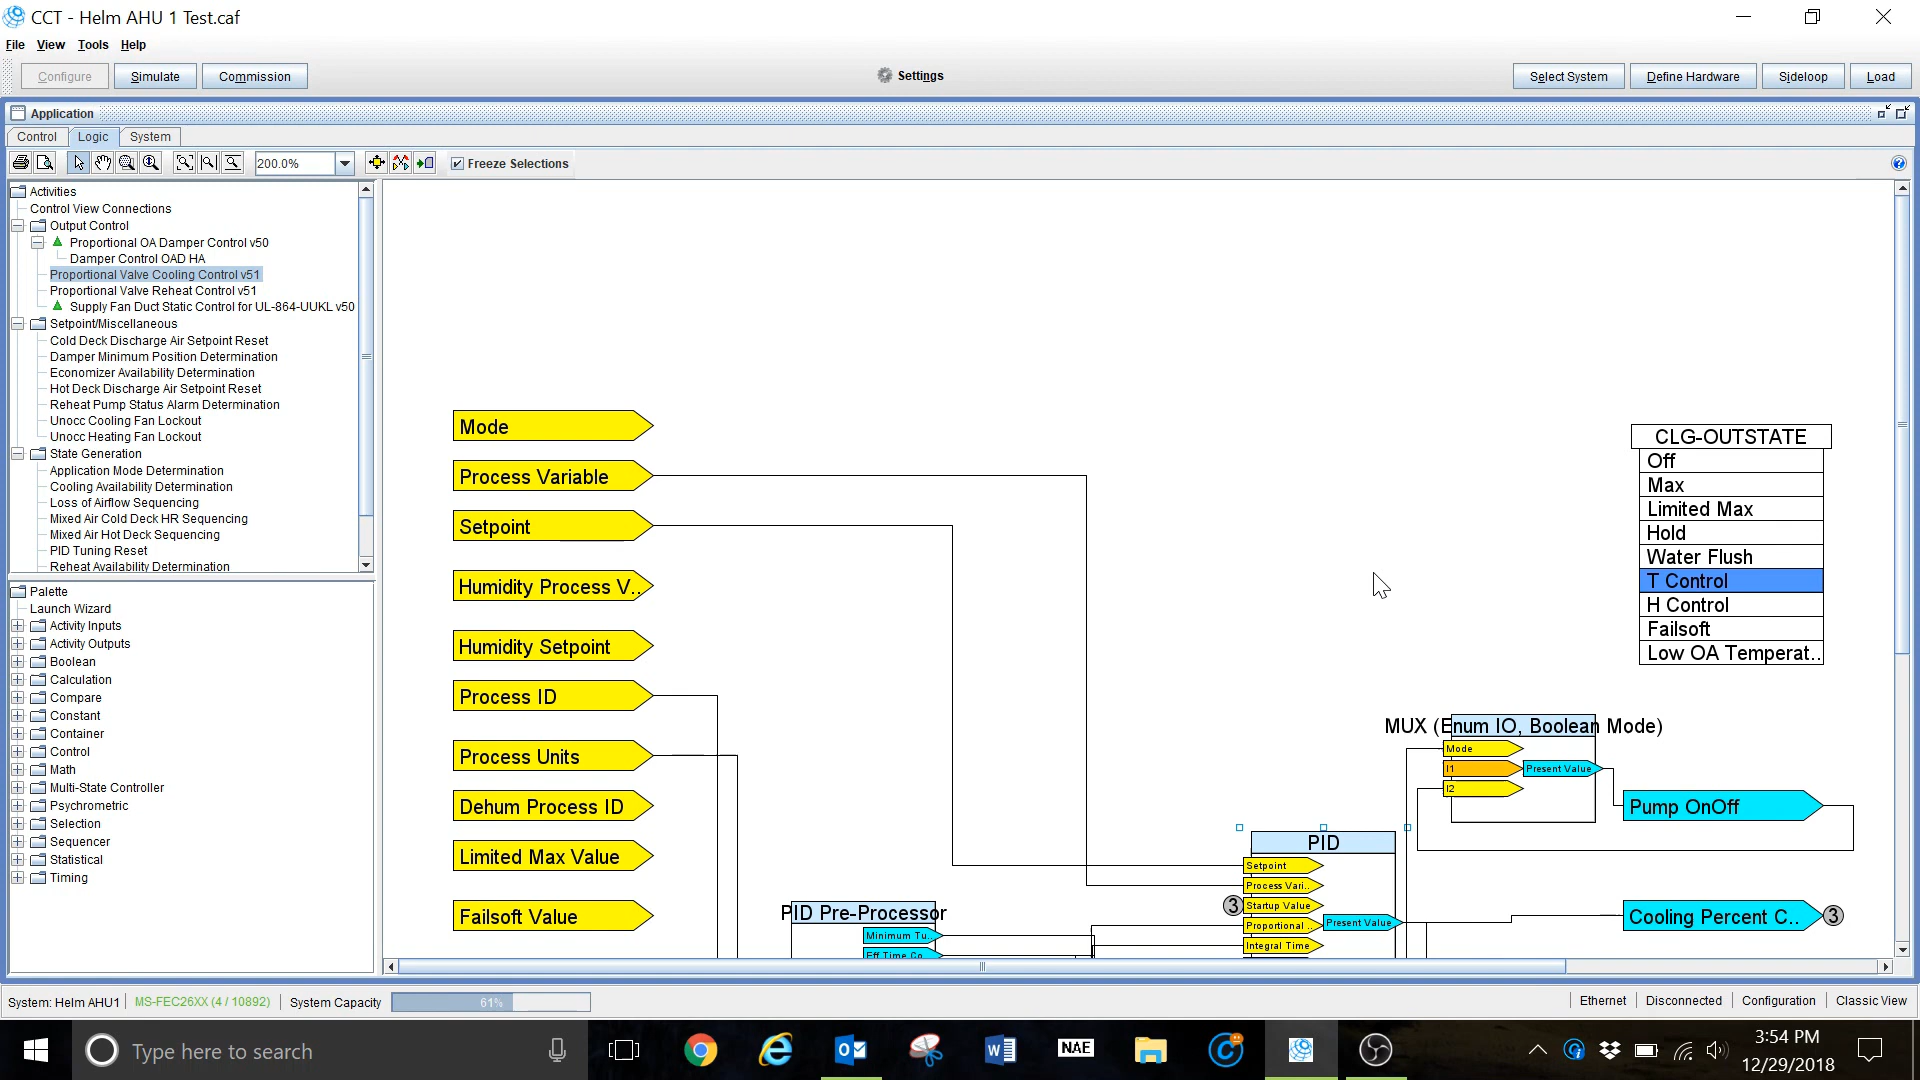 CCT - Helm AHU 1 Test.caf
File View Tools Help
Configure Simulate Commission Settings Select System Define Hardware Sideloop Load
Application
Control Logic System
200.0% Freeze Selections
Activities
Control View Connections
Output Control
Proportional OA Damper Control v50
Damper Control OAD HA
Proportional Valve Cooling Control v51
Proportional Valve Reheat Control v51
Supply Fan Duct Static Control for UL-864-UUKL v50
Setpoint/Miscellaneous
Cold Deck Discharge Air Setpoint Reset
Damper Minimum Position Determination
Economizer Availability Determination
Hot Deck Discharge Air Setpoint Reset
Reheat Pump Status Alarm Determination
Unocc Cooling Fan Lockout
Unocc Heating Fan Lockout
State Generation
Application Mode Determination
Cooling Availability Determination
Loss of Airflow Sequencing
Mixed Air Cold Deck HR Sequencing
Mixed Air Hot Deck Sequencing
PID Tuning Reset
Reheat Availability Determination
Palette
Launch Wizard
Activity Inputs
Activity Outputs
Boolean
Calculation
Compare
Constant
Container
Control
Math
Multi-State Controller
Psychrometric
Selection
Sequencer
Statistical
Timing
Mode
Process Variable
Setpoint
Humidity Process V..
Humidity Setpoint
Process ID
Process Units
Dehum Process ID
Limited Max Value
Failsoft Value
PID Pre-Processor
Minimum Tu..
Eff Time Co..
PID
Setpoint
Process Vari..
3 Startup Value
Proportional ..
Present Value
Integral Time
CLG-OUTSTATE
Off
Max
Limited Max
Hold
Water Flush
T Control
H Control
Failsoft
Low OA Temperat..
MUX (Enum IO, Boolean Mode)
Mode
I1
Present Value
I2
Pump OnOff
Cooling Percent C.. 3
System: Helm AHU1 MS-FEC26XX (4 / 10892) System Capacity 61% Ethernet Disconnected Configuration Classic View
Type here to search
NAE
3:54 PM
12/29/2018